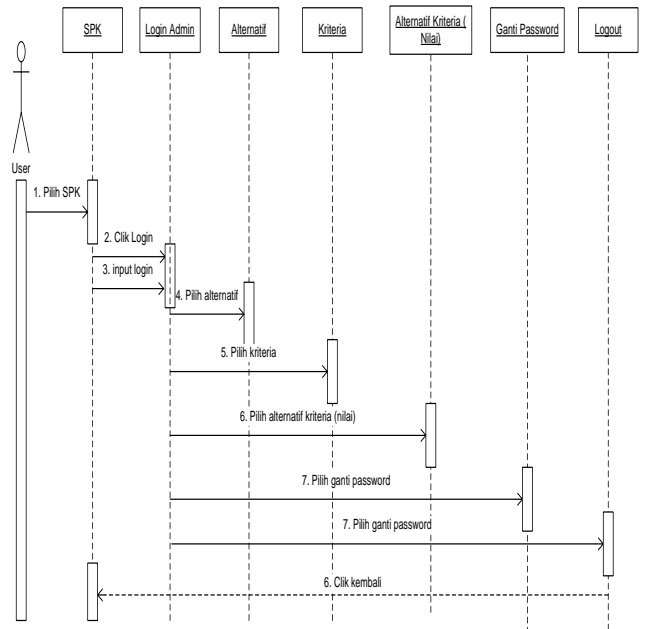 SPK
Login Admin
Alternatif
Kriteria
Alternatif Kriteria (
Nilai)
Ganti Password
Logout
User
1. Pilih SPK
2. Clik Login
3. input login
4. Pilih alternatif
5. Pilih kriteria
6. Pilih alternatif kriteria (nilai)
7. Pilih ganti password
7. Pilih ganti password
6. Clik kembali